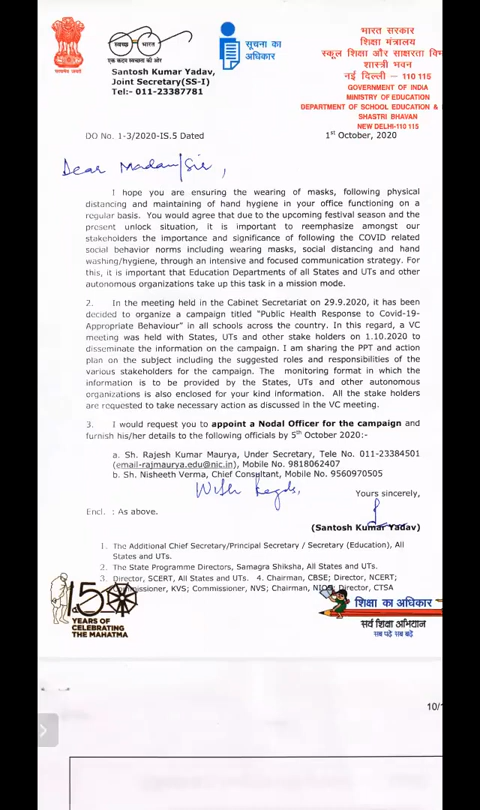 सत्यमेव जयते
स्वच्छ भारत
एक कदम स्वच्छता की ओर
सूचना का
अधिकार
भारत सरकार
शिक्षा मंत्रालय
स्कूल शिक्षा और साक्षरता वि
शास्त्री भवन
नई दिल्ली – 110 115
GOVERNMENT OF INDIA
MINISTRY OF EDUCATION
DEPARTMENT OF SCHOOL EDUCATION &
SHASTRI BHAVAN
NEW DELHI-110 115
Santosh Kumar Yadav,
Joint Secretary(SS-I)
Tel:- 011-23387781
DO No. 1-3/2020-IS.5 Dated
1st October, 2020
Dear Madam/Sir,
I hope you are ensuring the wearing of masks, following physical
distancing and maintaining of hand hygiene in your office functioning on
a regular basis. You would agree that due to the upcoming festival season and the
present unlock situation, it is important to reemphasize amongst our
stakeholders the importance and significance of following the COVID related
social behavior norms including wearing masks, social distancing and hand
washing/hygiene, through an intensive and focused communication strategy. For
this, it is important that Education Departments of all States and UTs and other
autonomous organizations take up this task in a mission mode.
2. In the meeting held in the Cabinet Secretariat on 29.9.2020, it has been
decided to organize a campaign titled "Public Health Response to Covid-19-
Appropriate Behaviour" in all schools across the country. In this regard, a VC
meeting was held with States, UTs and other stake holders on 1.10.2020 to
disseminate the information on the campaign. I am sharing the PPT and action
plan on the subject including the suggested roles and responsibilities of the
various stakeholders for the campaign. The monitoring format in which the
information is to be provided by the States, UTs and other autonomous
organizations is also enclosed for your kind information. All the stake holders
are requested to take necessary action as discussed in the VC meeting.
3. I would request you to appoint a Nodal Officer for the campaign and
furnish his/her details to the following officials by 5th October 2020:-
a. Sh. Rajesh Kumar Maurya, Under Secretary, Tele No. 011-23384501
(email-rajmaurya.edu@nic.in), Mobile No. 9818062407
b. Sh. Nisheeth Verma, Chief Consultant, Mobile No. 9560970505
With Regds,
Yours sincerely,
Encl. : As above.
(Santosh Kumar Yadav)
1. The Additional Chief Secretary/Principal Secretary / Secretary (Education), All
States and UTs.
2. The State Programme Directors, Samagra Shiksha, All States and UTs.
3. Director, SCERT, All States and UTs. 4. Chairman, CBSE; Director, NCERT;
Commissioner, KVS; Commissioner, NVS; Chairman, NIOS; Director, CTSA
150
YEARS OF
CELEBRATING
THE MAHATMA
शिक्षा का अधिकार
सर्व शिक्षा अभियान
सब पढ़े सब बढ़े
10/